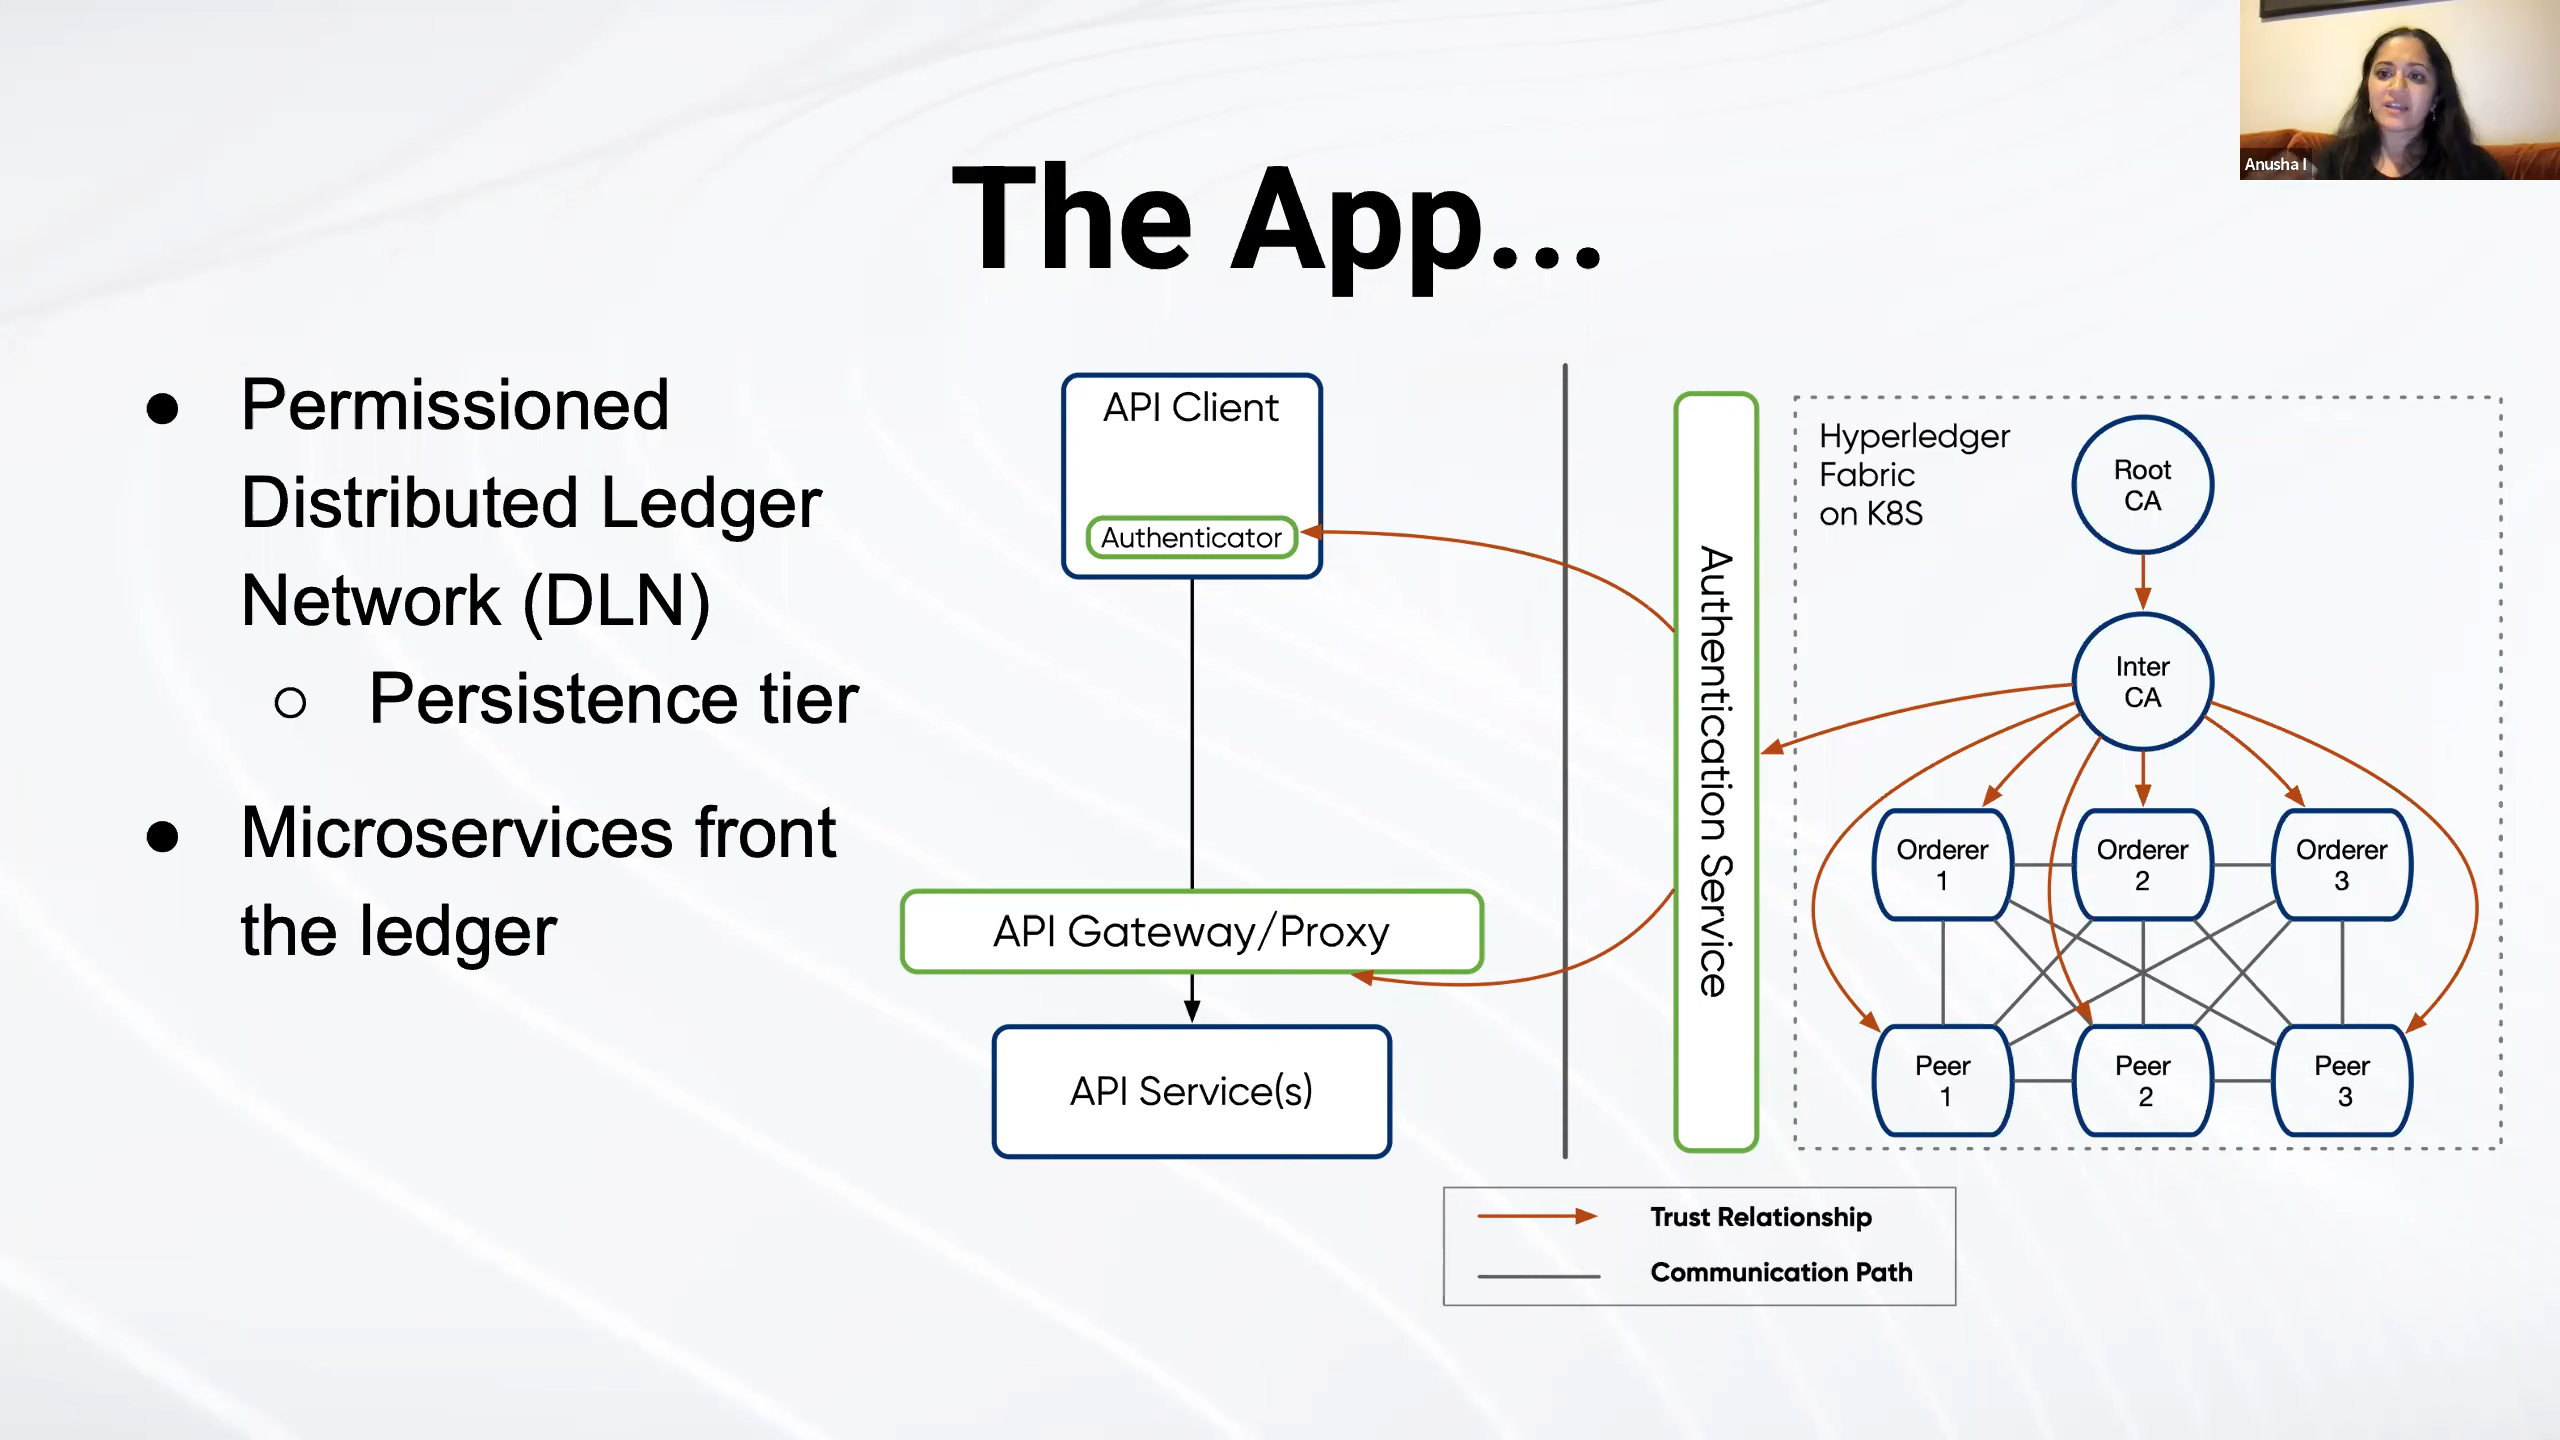 Anusha I
The App...
● Permissioned
Distributed Ledger
Network (DLN)
○ Persistence tier
● Microservices front
the ledger
API Client
Authenticator
API Gateway/Proxy
API Service(s)
Authentication Service
Hyperledger
Fabric
on K8S
Root
CA
Inter
CA
Orderer
1
Orderer
2
Orderer
3
Peer
1
Peer
2
Peer
3
Trust Relationship
Communication Path